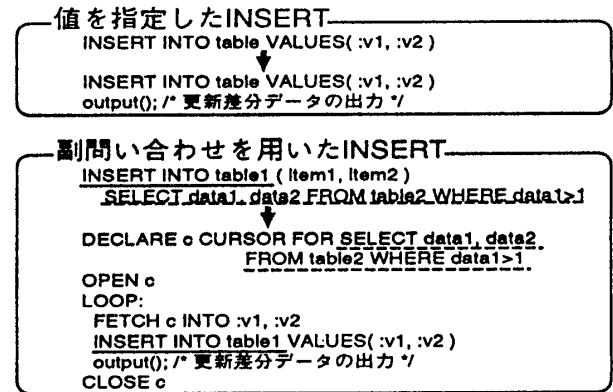 値を指定したINSERT
INSERT INTO table VALUES( :v1, :v2 )
INSERT INTO table VALUES( :v1, :v2 )
output(); /* 更新差分データの出力 */
副問い合わせを用いたINSERT
INSERT INTO table1 ( item1, item2 )
SELECT data1, data2 FROM table2 WHERE data1>1
DECLARE c CURSOR FOR SELECT data1, data2
FROM table2 WHERE data1>1
OPEN c
LOOP:
FETCH c INTO :v1, :v2
INSERT INTO table1 VALUES( :v1, :v2 )
output(); /* 更新差分データの出力 */
CLOSE c